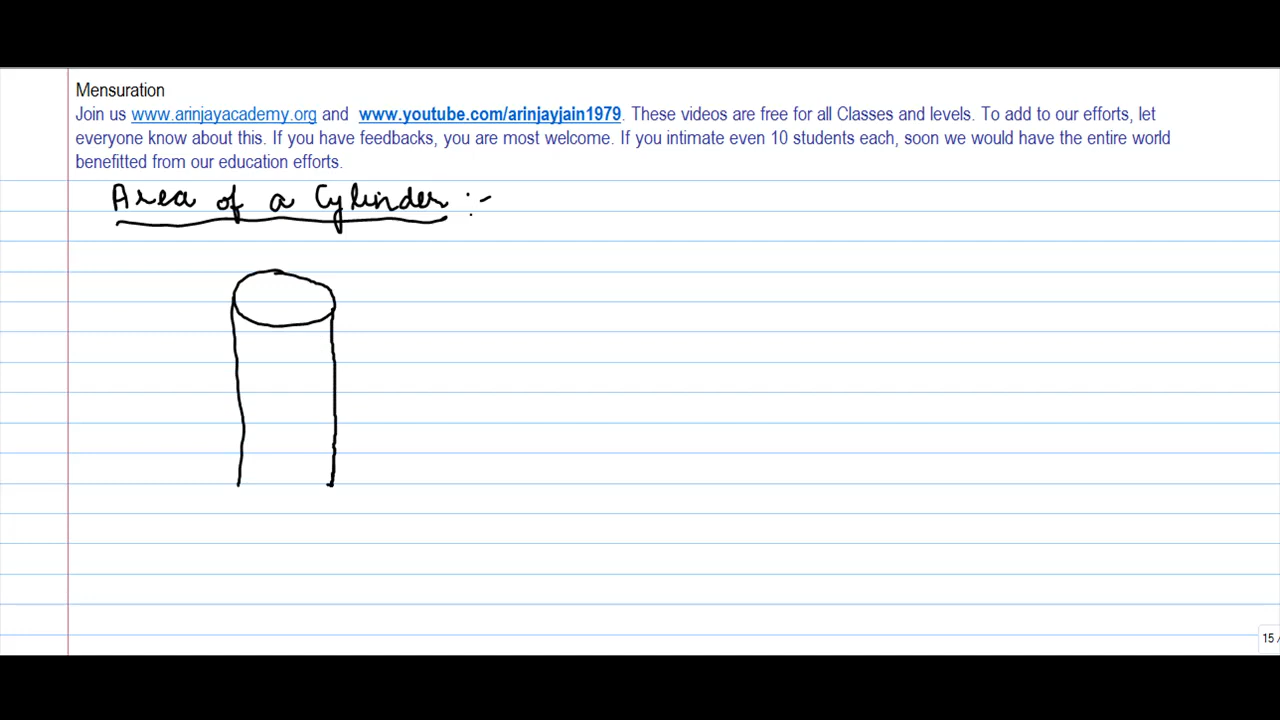 Mensuration
Join us www.arinjayacademy.org and www.youtube.com/arinjayjain1979. These videos are free for all Classes and levels. To add to our efforts, let
everyone know about this. If you have feedbacks, you are most welcome. If you intimate even 10 students each, soon we would have the entire world
benefitted from our education efforts.
Area of a Cylinder :-
15 /